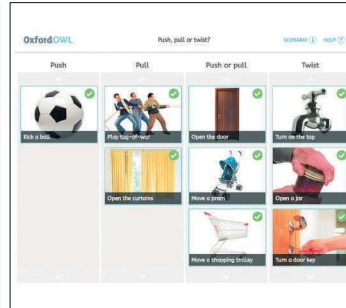 OxfordOWL
Push, pull or twist?
SCENARIO i HELP ?
Push
Pull
Push or pull
Twist
Kick a ball
Play tug-of-war
Open the door
Turn on the tap
Open the curtains
Move a pram
Open a jar
Move a shopping trolley
Turn a door key